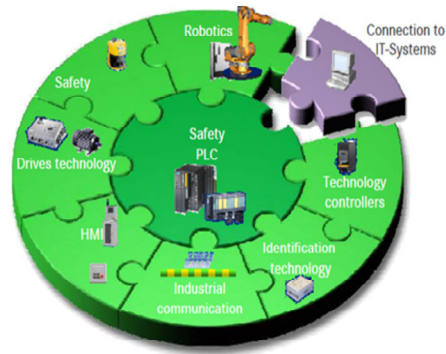 Robotics
Connection to
IT-Systems
Safety
Safety
PLC
Drives technology
Technology
controllers
HMI
Identification
technology
Industrial
communication